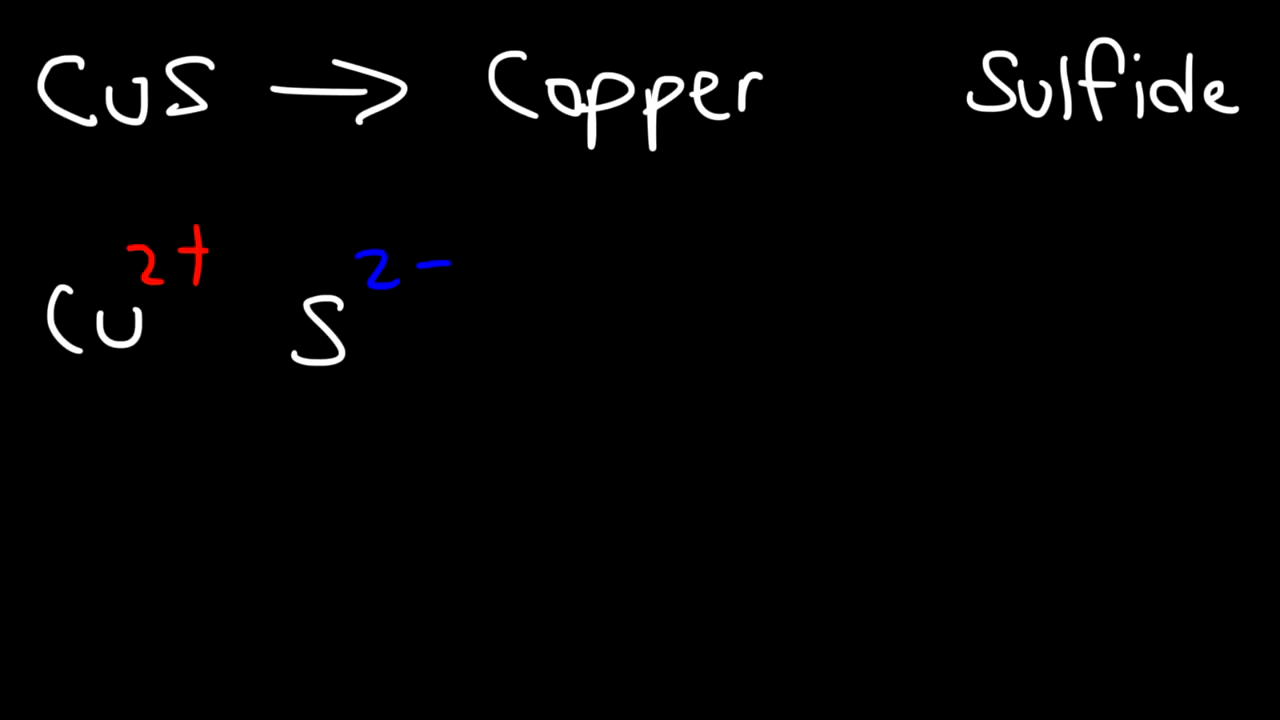 CuS → Copper Sulfide
Cu²⁺ S²⁻